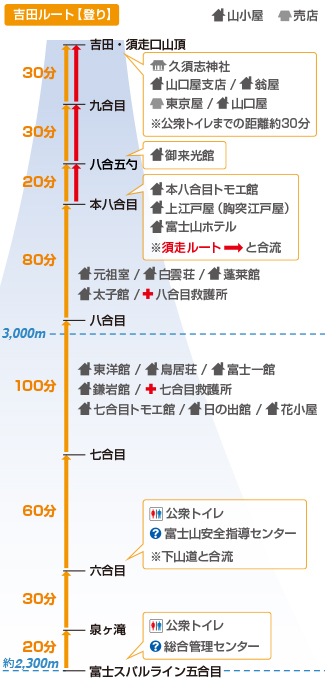 吉田ルート【登り】
山小屋 売店
吉田・須走口山頂
30分
久須志神社
山口屋支店 / 扇屋
東京屋 / 山口屋
※公衆トイレまでの距離約30分
九合目
30分
御来光館
八合五勺
20分
本八合目トモエ館
上江戸屋(胸突江戸屋)
富士山ホテル
※須走ルート と合流
本八合目
80分
元祖室 / 白雲荘 / 蓬莱館
太子館 / 八合目救護所
八合目
3,000m
東洋館 / 鳥居荘 / 富士一館
鎌岩館 / 七合目救護所
七合目トモエ館 / 日の出館 / 花小屋
100分
七合目
60分
公衆トイレ
富士山安全指導センター
※下山道と合流
六合目
30分
公衆トイレ
総合管理センター
泉ヶ滝
20分
約2,300m
富士スバルライン五合目